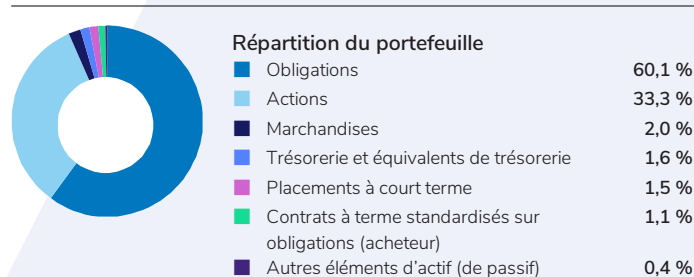 Répartition du portefeuille
Obligations 60,1 %
Actions 33,3 %
Marchandises 2,0 %
Trésorerie et équivalents de trésorerie 1,6 %
Placements à court terme 1,5 %
Contrats à terme standardisés sur 1,1 %
obligations (acheteur)
Autres éléments d’actif (de passif) 0,4 %